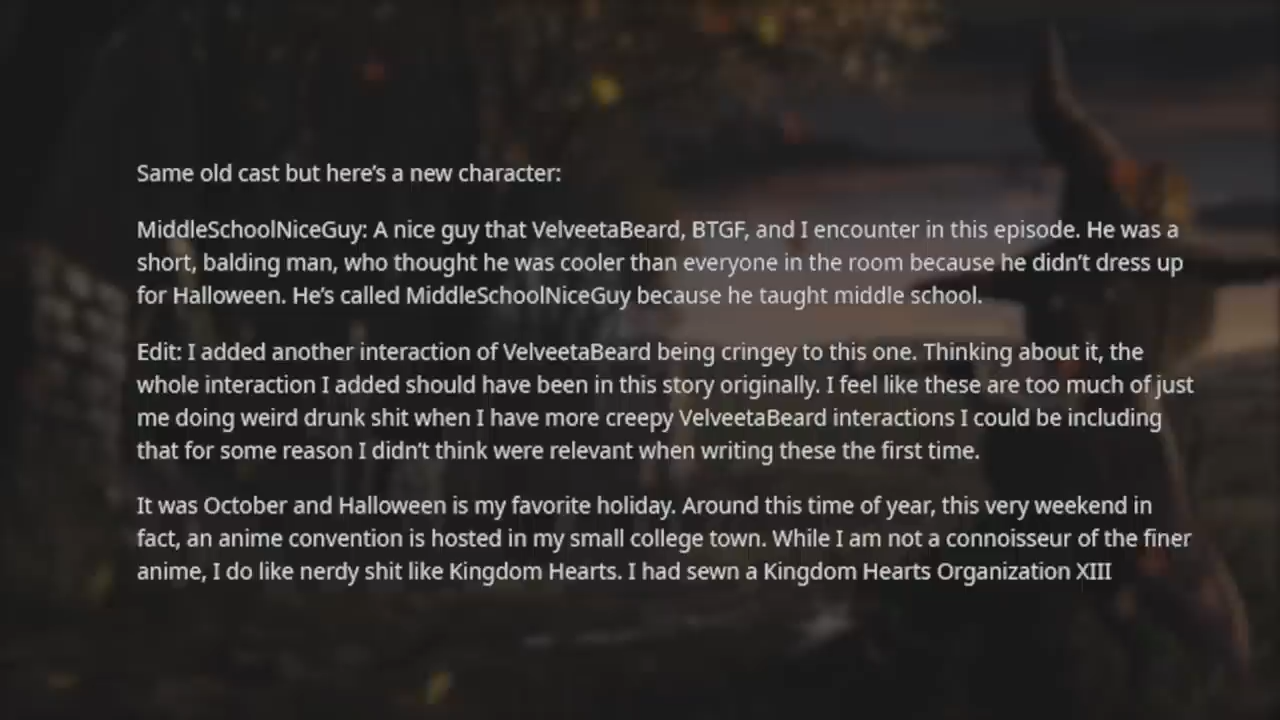 Same old cast but here's a new character:
MiddleSchoolNiceGuy: A nice guy that VelveetaBeard, BTGF, and I encounter in this episode. He was a
short, balding man, who thought he was cooler than everyone in the room because he didn't dress up
for Halloween. He's called MiddleSchoolNiceGuy because he taught middle school.
Edit: I added another interaction of VelveetaBeard being cringey to this one. Thinking about it, the
whole interaction I added should have been in this story originally. I feel like these are too much of just
me doing weird drunk shit when I have more creepy VelveetaBeard interactions I could be including
that for some reason I didn't think were relevant when writing these the first time.
It was October and Halloween is my favorite holiday. Around this time of year, this very weekend in
fact, an anime convention is hosted in my small college town. While I am not a connoisseur of the finer
anime, I do like nerdy shit like Kingdom Hearts. I had sewn a Kingdom Hearts Organization XIII